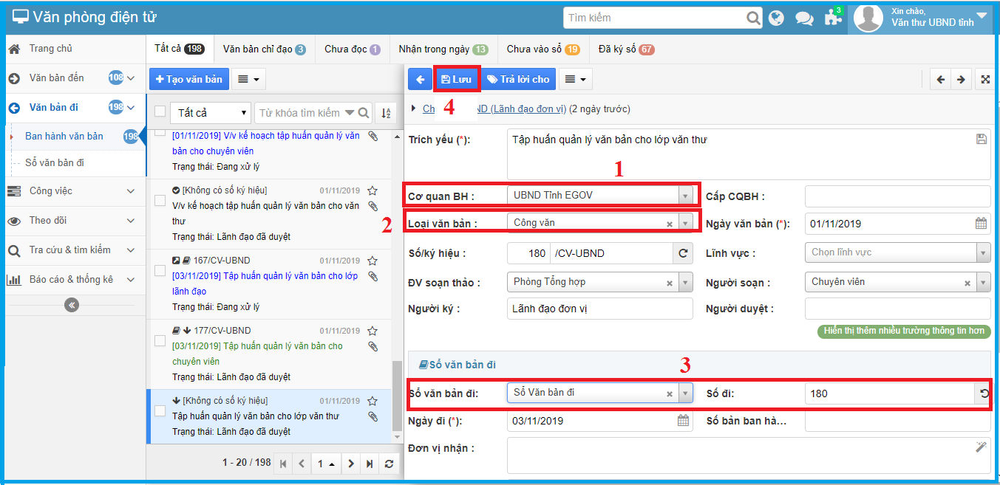 Văn phòng điện tử
Tìm kiếm
3
Xin chào,
Văn thư UBND tỉnh
Trang chủ
Văn bản đến 108
Văn bản đi 198
Ban hành văn bản 198
Sổ văn bản đi
Công việc
Theo dõi
Tra cứu & tìm kiếm
Báo cáo & thống kê
Tất cả 198 Văn bản chỉ đạo 3 Chưa đọc 1 Nhận trong ngày 13 Chưa vào sổ 19 Đã ký số 67
Tạo văn bản
Tất cả Từ khóa tìm kiếm
[01/11/2019] V/v kế hoạch tập huấn quản lý văn
bản cho chuyên viên
Trạng thái: Đang xử lý
[Không có số ký hiệu] 01/11/2019
V/v kế hoạch tập huấn quản lý văn bản cho văn
thư
Trạng thái: Lãnh đạo đã duyệt
167/CV-UBND 01/11/2019
[03/11/2019] Tập huấn quản lý văn bản cho lớp
lãnh đạo
Trạng thái: Đang xử lý
177/CV-UBND 01/11/2019
[03/11/2019] Tập huấn quản lý văn bản cho
chuyên viên
Trạng thái: Lãnh đạo đã duyệt
[Không có số ký hiệu] 01/11/2019
Tập huấn quản lý văn bản cho lớp văn thư
Trạng thái: Lãnh đạo đã duyệt
1 - 20 / 198 1
Lưu Trả lời cho
4
Ch ND (Lãnh đạo đơn vị) (2 ngày trước)
Trích yếu (*): Tập huấn quản lý văn bản cho lớp văn thư
1
Cơ quan BH : UBND Tỉnh EGOV Cấp CQBH :
2
Loại văn bản : Công văn Ngày văn bản (*): 01/11/2019
Số/ký hiệu : 180 /CV-UBND Lĩnh vực : Chọn lĩnh vực
ĐV soạn thảo : Phòng Tổng hợp Người soạn : Chuyên viên
Người ký : Lãnh đạo đơn vị Người duyệt :
Hiển thị thêm nhiều trường thông tin hơn
Sổ văn bản đi
3
Sổ văn bản đi: Sổ Văn bản đi Số đi: 180
Ngày đi (*): 03/11/2019 Số bản ban hà...
Đơn vị nhận :